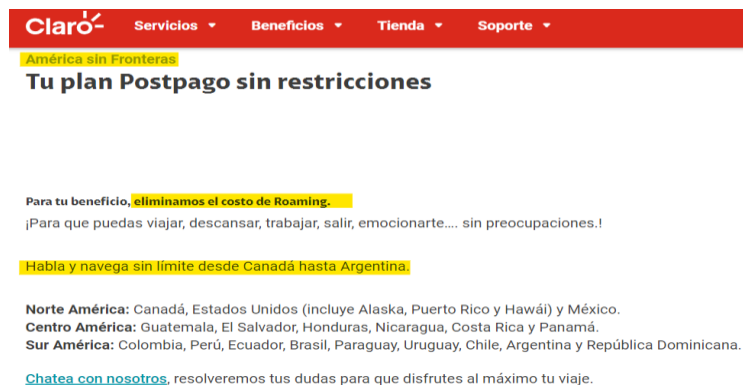 Claro
Servicios Beneficios Tienda Soporte
América sin Fronteras
Tu plan Postpago sin restricciones
Para tu beneficio, eliminamos el costo de Roaming.
¡Para que puedas viajar, descansar, trabajar, salir, emocionarte.... sin preocupaciones.!
Habla y navega sin límite desde Canadá hasta Argentina.
Norte América: Canadá, Estados Unidos (incluye Alaska, Puerto Rico y Hawái) y México.
Centro América: Guatemala, El Salvador, Honduras, Nicaragua, Costa Rica y Panamá.
Sur América: Colombia, Perú, Ecuador, Brasil, Paraguay, Uruguay, Chile, Argentina y República Dominicana.
Chatea con nosotros, resolveremos tus dudas para que disfrutes al máximo tu viaje.